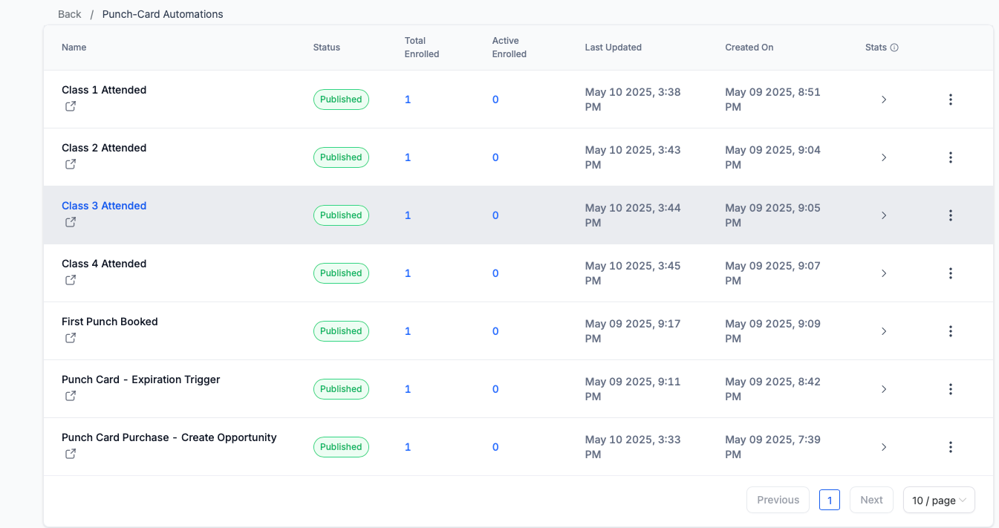 Back / Punch-Card Automations
Name Status Total Enrolled Active Enrolled Last Updated Created On Stats
Class 1 Attended Published 1 0 May 10 2025, 3:38 PM May 09 2025, 8:51 PM
Class 2 Attended Published 1 0 May 10 2025, 3:43 PM May 09 2025, 9:04 PM
Class 3 Attended Published 1 0 May 10 2025, 3:44 PM May 09 2025, 9:05 PM
Class 4 Attended Published 1 0 May 10 2025, 3:45 PM May 09 2025, 9:07 PM
First Punch Booked Published 1 0 May 09 2025, 9:17 PM May 09 2025, 9:09 PM
Punch Card - Expiration Trigger Published 1 0 May 09 2025, 9:11 PM May 09 2025, 8:42 PM
Punch Card Purchase - Create Opportunity Published 1 0 May 10 2025, 3:33 PM May 09 2025, 7:39 PM
Previous 1 Next 10 / page